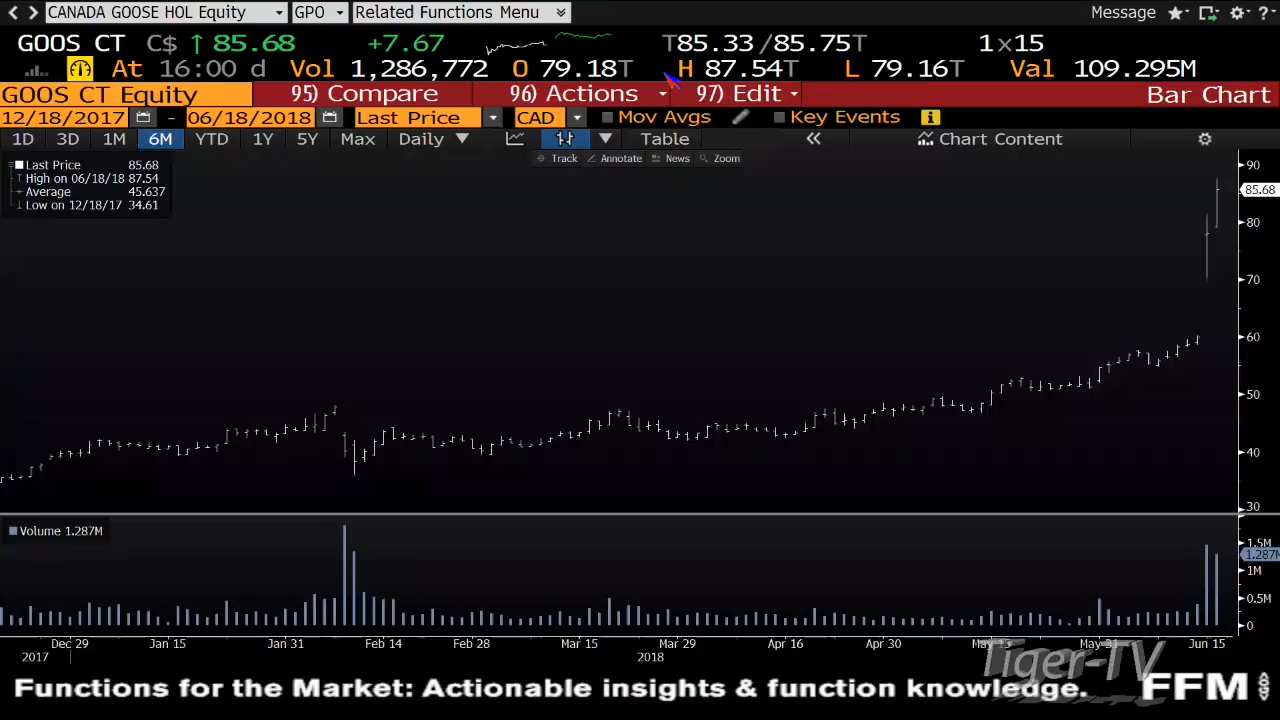 CANADA GOOSE HOL Equity GPO Related Functions Menu Message
GOOS CT C$ ↑ 85.68 +7.67 T85.33/85.75T 1x15
At 16:00 d Vol 1,286,772 O 79.18T H 87.54T L 79.16T Val 109.295M
GOOS CT Equity 95) Compare 96) Actions 97) Edit Bar Chart
12/18/2017 - 06/18/2018 Last Price CAD Mov Avgs Key Events
1D 3D 1M 6M YTD 1Y 5Y Max Daily Table « Chart Content
Track Annotate News Zoom
Last Price 85.68
High on 06/18/18 87.54
Average 45.637
Low on 12/18/17 34.61
90
85.68
80
70
60
50
40
30
Volume 1.287M
1.5M
1.287M
1M
0.5M
0
Dec 29 Jan 15 Jan 31 Feb 14 Feb 28 Mar 15 Mar 29 Apr 16 Apr 30 May 15 May 31 Jun 15
2017 2018
Tiger-TV
Functions for the Market: Actionable insights & function knowledge. FFM